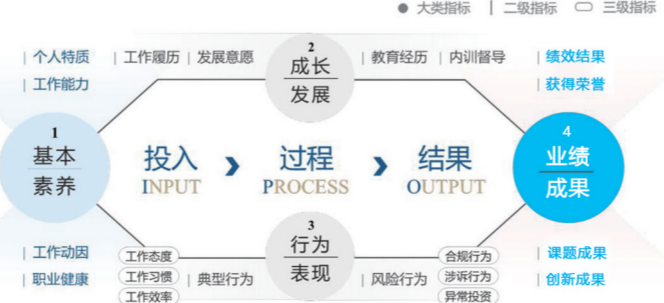 大类指标 二级指标 三级指标
个人特质 工作履历 发展意愿 2 教育经历 内训督导 绩效结果
成长
工作能力 发展 获得荣誉
1 4
基本 投入 过程 结果 业绩
素养 INPUT PROCESS OUTPUT 成果
3
工作动因 工作态度 行为 合规行为 课题成果
职业健康 工作习惯 典型行为 表现 风险行为 涉诉行为 创新成果
工作效率 异常投资